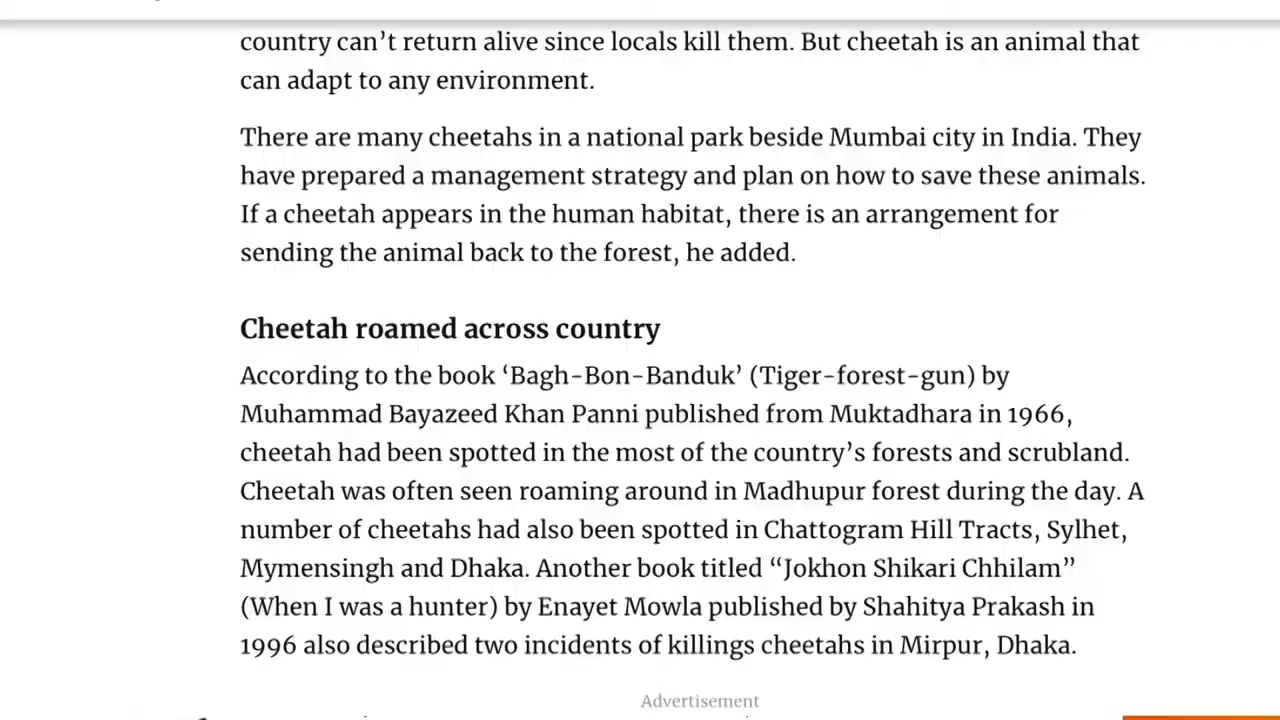 country can’t return alive since locals kill them. But cheetah is an animal that
can adapt to any environment.
There are many cheetahs in a national park beside Mumbai city in India. They
have prepared a management strategy and plan on how to save these animals.
If a cheetah appears in the human habitat, there is an arrangement for
sending the animal back to the forest, he added.
Cheetah roamed across country
According to the book ‘Bagh-Bon-Banduk’ (Tiger-forest-gun) by
Muhammad Bayazeed Khan Panni published from Muktadhara in 1966,
cheetah had been spotted in the most of the country’s forests and scrubland.
Cheetah was often seen roaming around in Madhupur forest during the day. A
number of cheetahs had also been spotted in Chattogram Hill Tracts, Sylhet,
Mymensingh and Dhaka. Another book titled “Jokhon Shikari Chhilam”
(When I was a hunter) by Enayet Mowla published by Shahitya Prakash in
1996 also described two incidents of killings cheetahs in Mirpur, Dhaka.
Advertisement